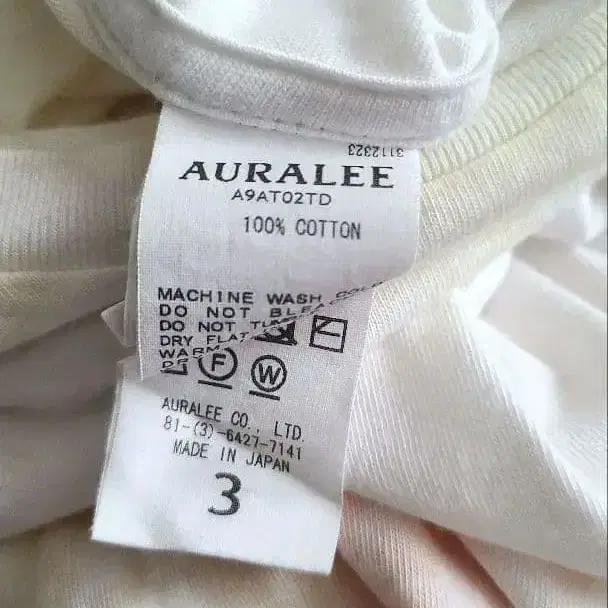 3112323
AURALEE
A9AT02TD
100% COTTON
MACHINE WASH COLD
DO NOT
DO NOT
DRY FLAT
WARM
F
W
AURALEE CO., LTD.
81-(3)-6427-7141
MADE IN JAPAN
3